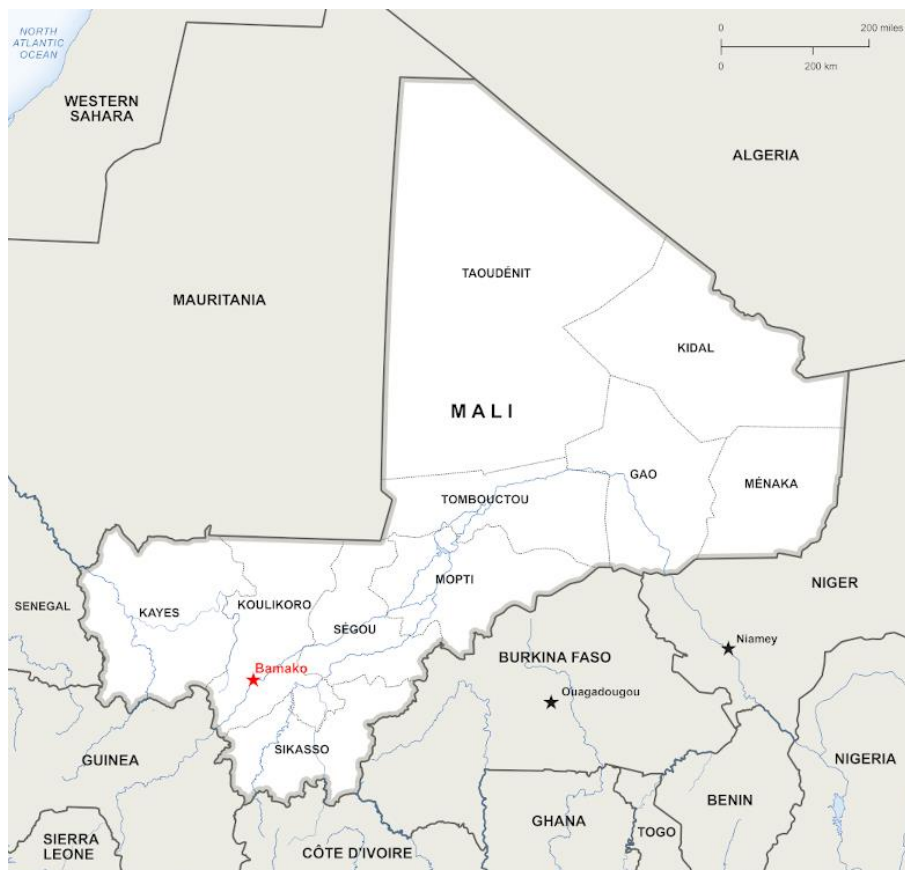 NORTH
ATLANTIC
OCEAN
0 200 miles
0 200 km
WESTERN
SAHARA
ALGERIA
TAOUDÉNIT
MAURITANIA
KIDAL
MALI
GAO
MÉNAKA
TOMBOUCTOU
MOPTI
NIGER
SENEGAL
KAYES
KOULIKORO
SÉGOU
Niamey
BURKINA FASO
Bamako
Ouagadougou
SIKASSO
GUINEA
NIGERIA
BENIN
GHANA
TOGO
SIERRA
LEONE
CÔTE D'IVOIRE